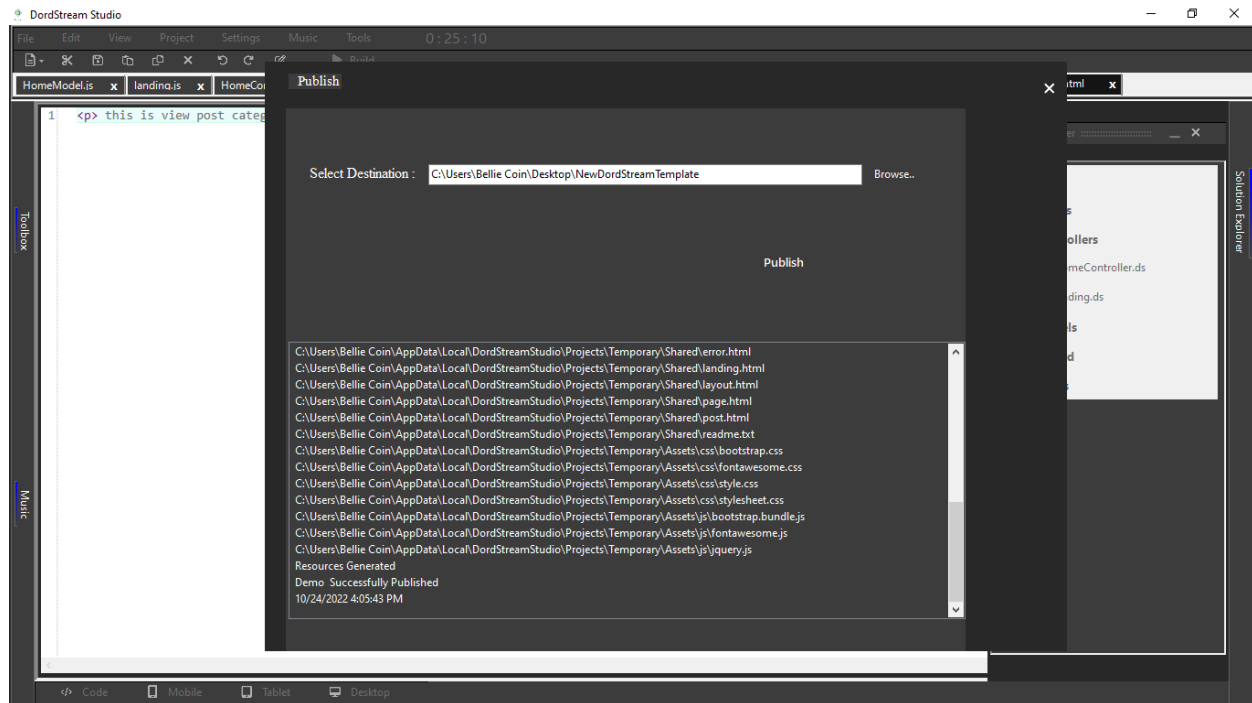 DordStream Studio
File Edit View Project Settings Music Tools 0:25:10
Build
HomeModel.js x landing.js x HomeCon
tml x
Publish
1 <p> this is view post categ
er
Select Destination : C:\Users\Bellie Coin\Desktop\NewDordStreamTemplate Browse..
Toolbox
Solution Explorer
s
ollers
Publish
meController.ds
ding.ds
els
d
s
C:\Users\Bellie Coin\AppData\Local\DordStreamStudio\Projects\Temporary\Shared\error.html
C:\Users\Bellie Coin\AppData\Local\DordStreamStudio\Projects\Temporary\Shared\landing.html
C:\Users\Bellie Coin\AppData\Local\DordStreamStudio\Projects\Temporary\Shared\layout.html
C:\Users\Bellie Coin\AppData\Local\DordStreamStudio\Projects\Temporary\Shared\page.html
C:\Users\Bellie Coin\AppData\Local\DordStreamStudio\Projects\Temporary\Shared\post.html
C:\Users\Bellie Coin\AppData\Local\DordStreamStudio\Projects\Temporary\Shared\readme.txt
C:\Users\Bellie Coin\AppData\Local\DordStreamStudio\Projects\Temporary\Assets\css\bootstrap.css
C:\Users\Bellie Coin\AppData\Local\DordStreamStudio\Projects\Temporary\Assets\css\fontawesome.css
C:\Users\Bellie Coin\AppData\Local\DordStreamStudio\Projects\Temporary\Assets\css\style.css
C:\Users\Bellie Coin\AppData\Local\DordStreamStudio\Projects\Temporary\Assets\css\stylesheet.css
C:\Users\Bellie Coin\AppData\Local\DordStreamStudio\Projects\Temporary\Assets\js\bootstrap.bundle.js
C:\Users\Bellie Coin\AppData\Local\DordStreamStudio\Projects\Temporary\Assets\js\fontawesome.js
C:\Users\Bellie Coin\AppData\Local\DordStreamStudio\Projects\Temporary\Assets\js\jquery.js
Resources Generated
Demo Successfully Published
10/24/2022 4:05:43 PM
Music
Code Mobile Tablet Desktop